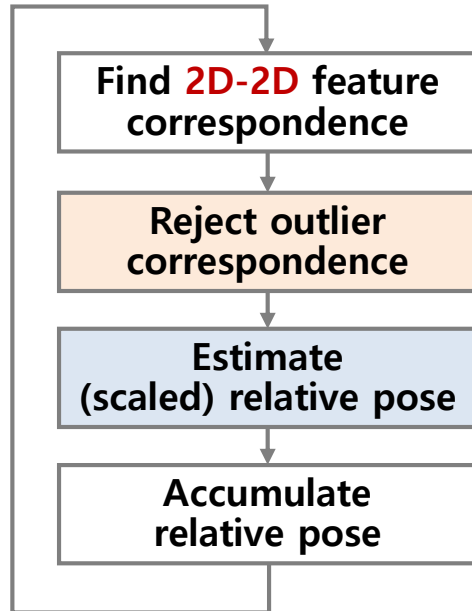 Find 2D-2D feature
correspondence
Reject outlier
correspondence
Estimate
(scaled) relative pose
Accumulate
relative pose